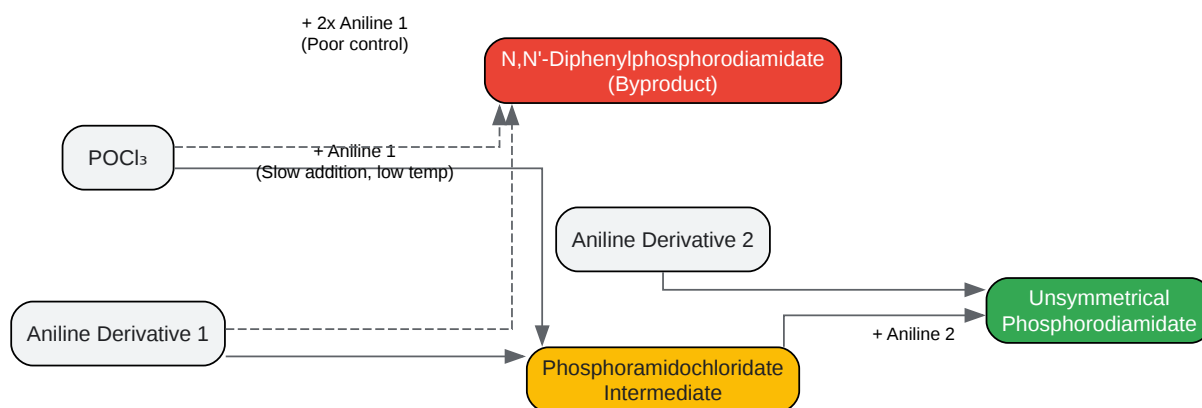 + 2x Aniline 1
(Poor control)
N,N'-Diphenylphosphorodiamidate
(Byproduct)
POCl₃
+ Aniline 1
(Slow addition, low temp)
Aniline Derivative 2
Unsymmetrical
Phosphorodiamidate
Aniline Derivative 1
+ Aniline 2
Phosphoramidochloridate
Intermediate